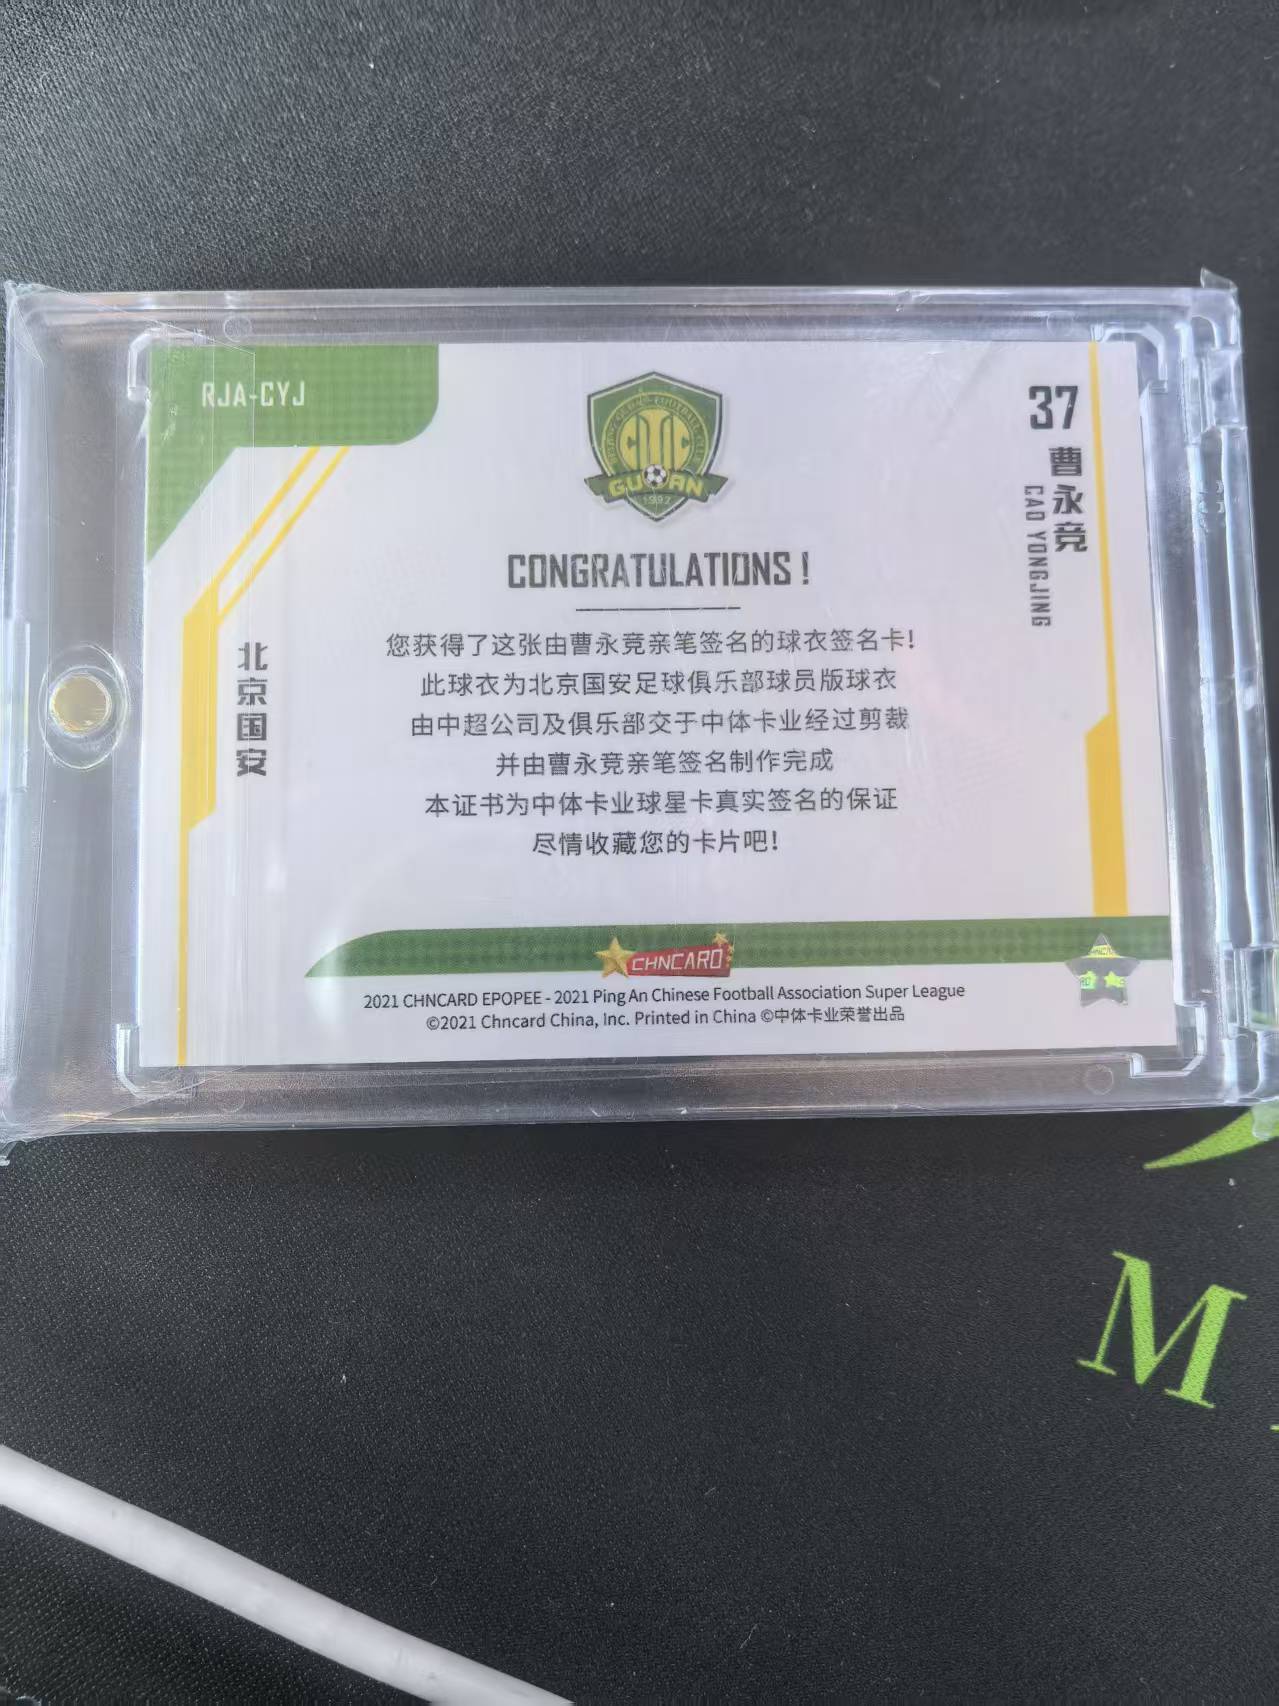 RJA-CYJ
GUOAN
1992
37
曹永竞
CAO YONGJING
北京国安
CONGRATULATIONS !
您获得了这张由曹永竞亲笔签名的球衣签名卡!
此球衣为北京国安足球俱乐部球员版球衣
由中超公司及俱乐部交于中体卡业经过剪裁
并由曹永竞亲笔签名制作完成
本证书为中体卡业球星卡真实签名的保证
尽情收藏您的卡片吧!
CHNCARD
2021 CHNCARD EPOPEE - 2021 Ping An Chinese Football Association Super League
©2021 Chncard China, Inc. Printed in China ©中体卡业荣誉出品
M